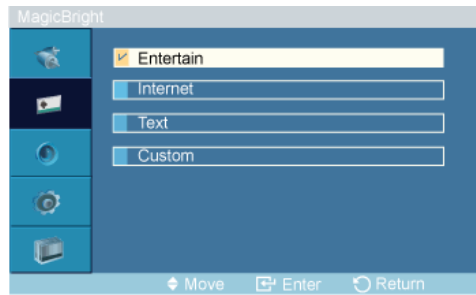 MagicBright
Entertain
Internet
Text
Custom
Move Enter Return